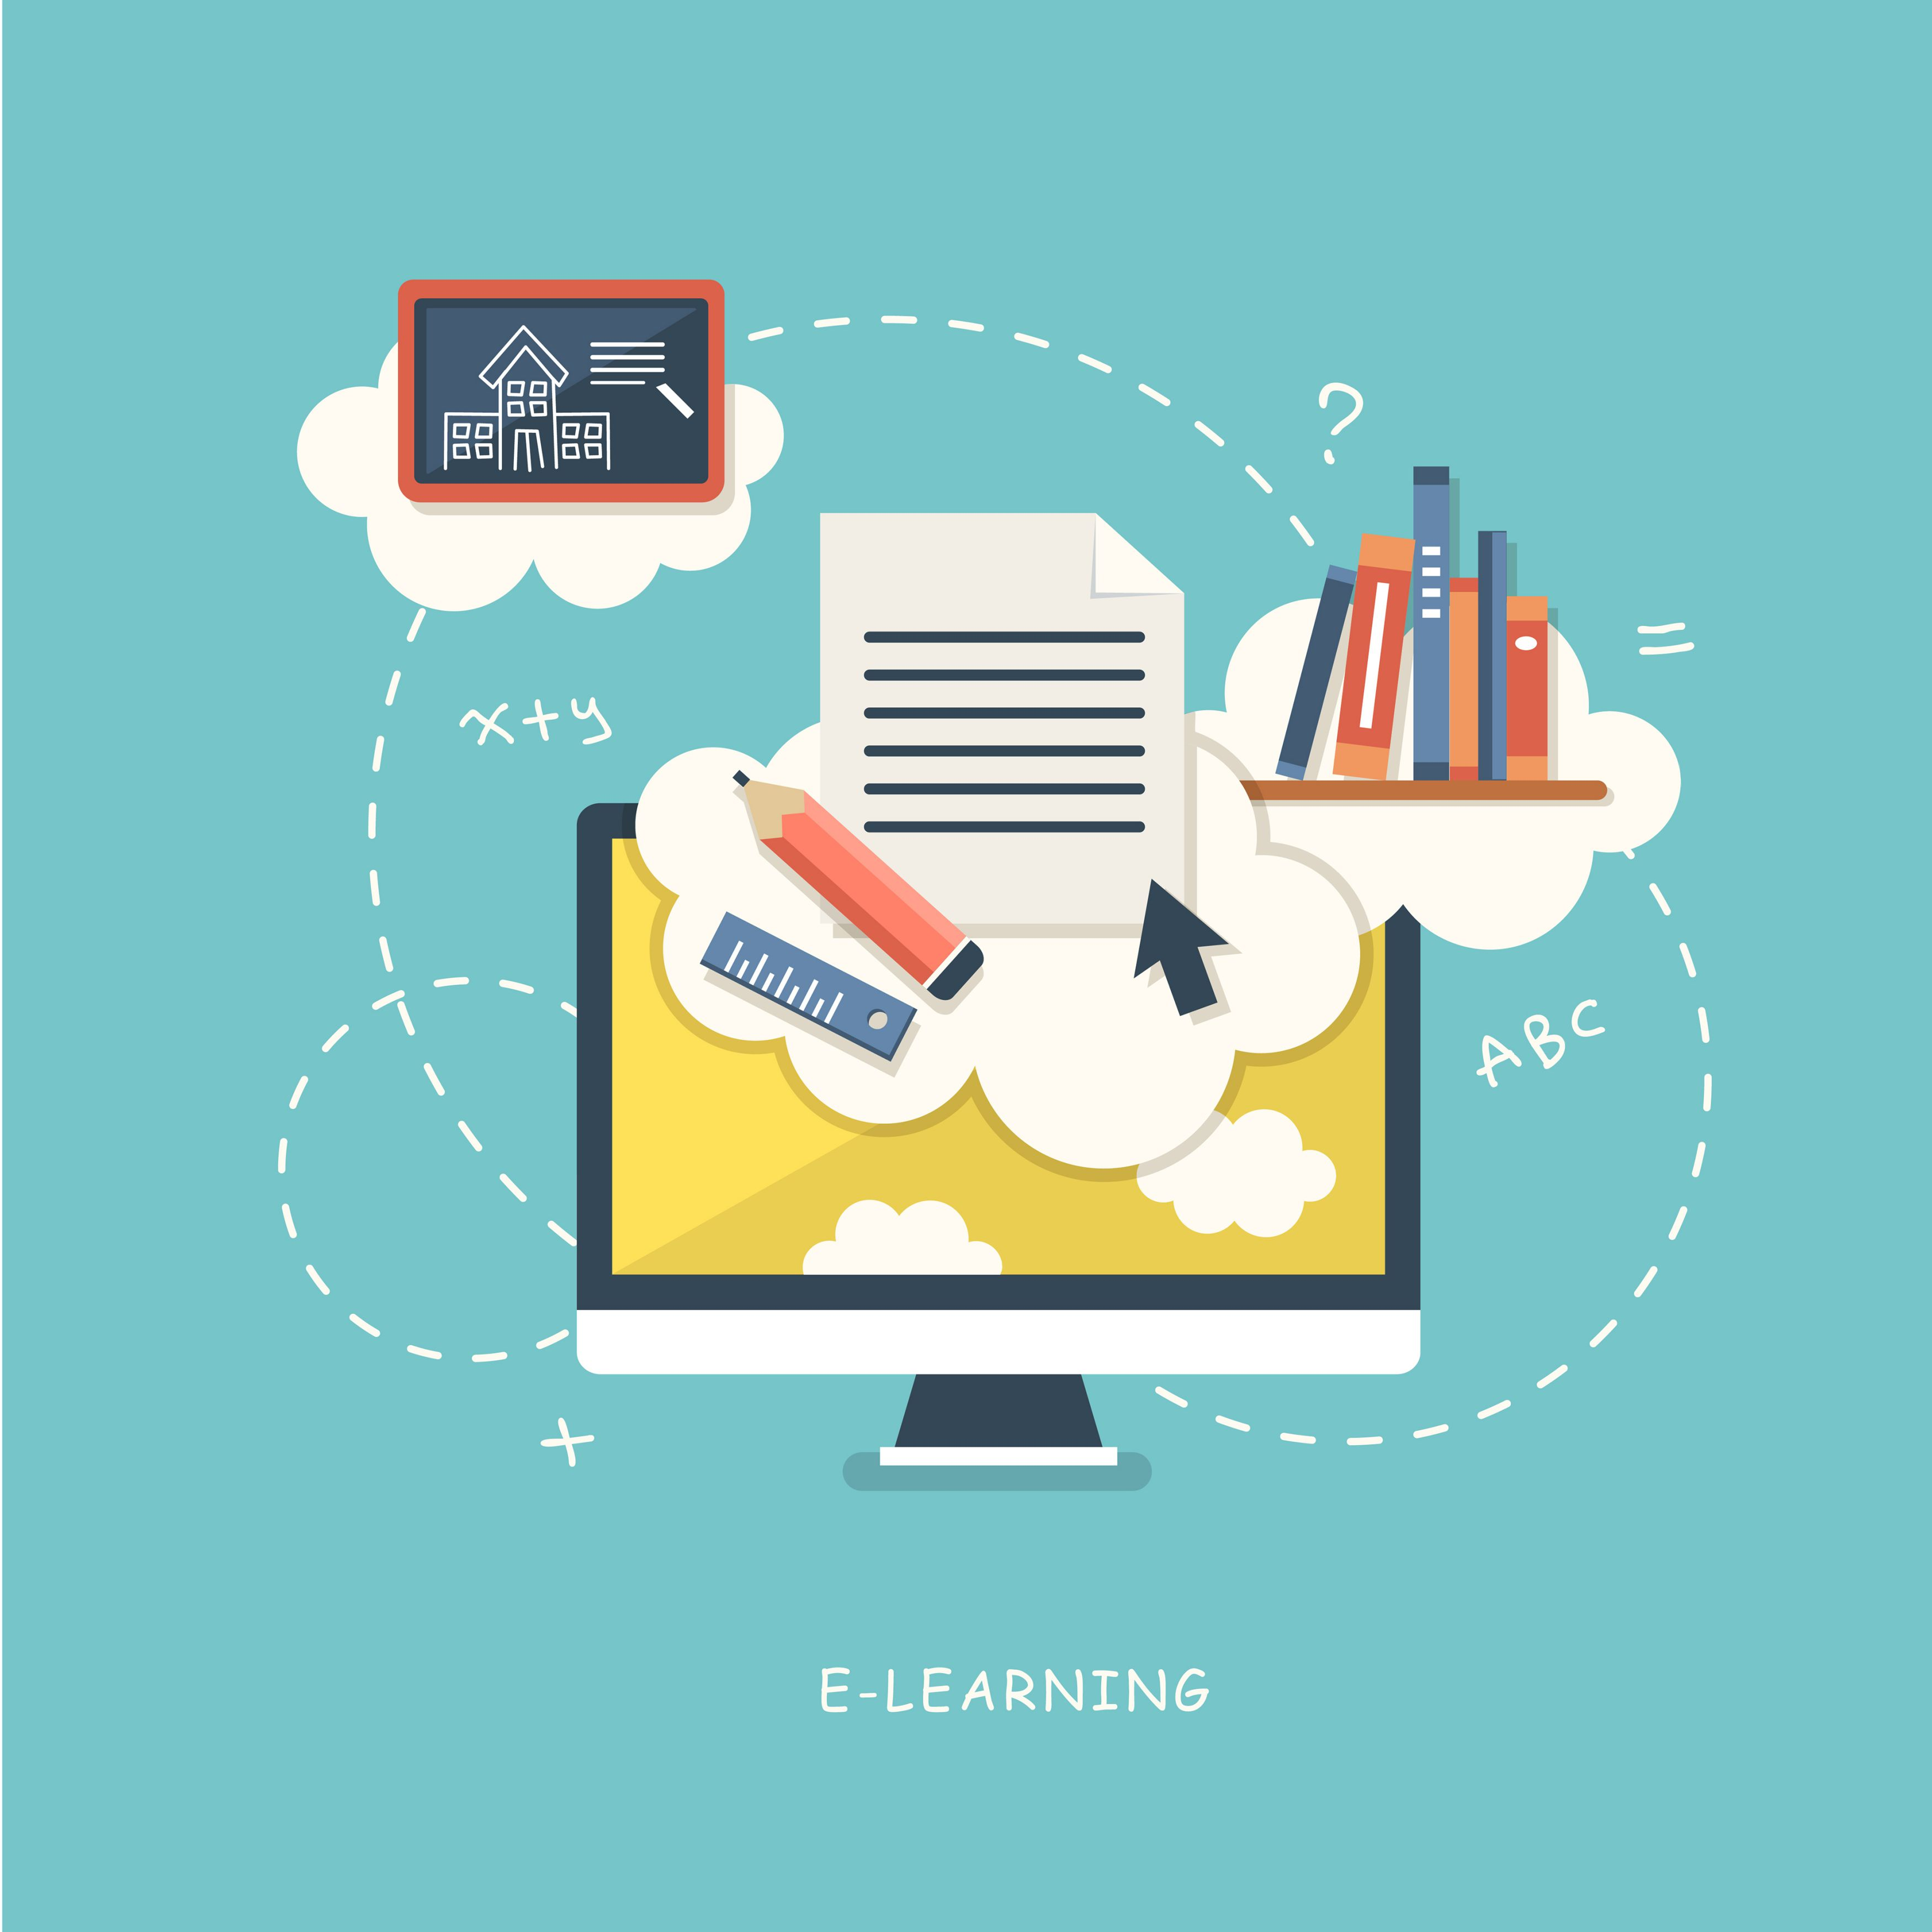 ?
=
x+y
ABC
+
E-LEARNING